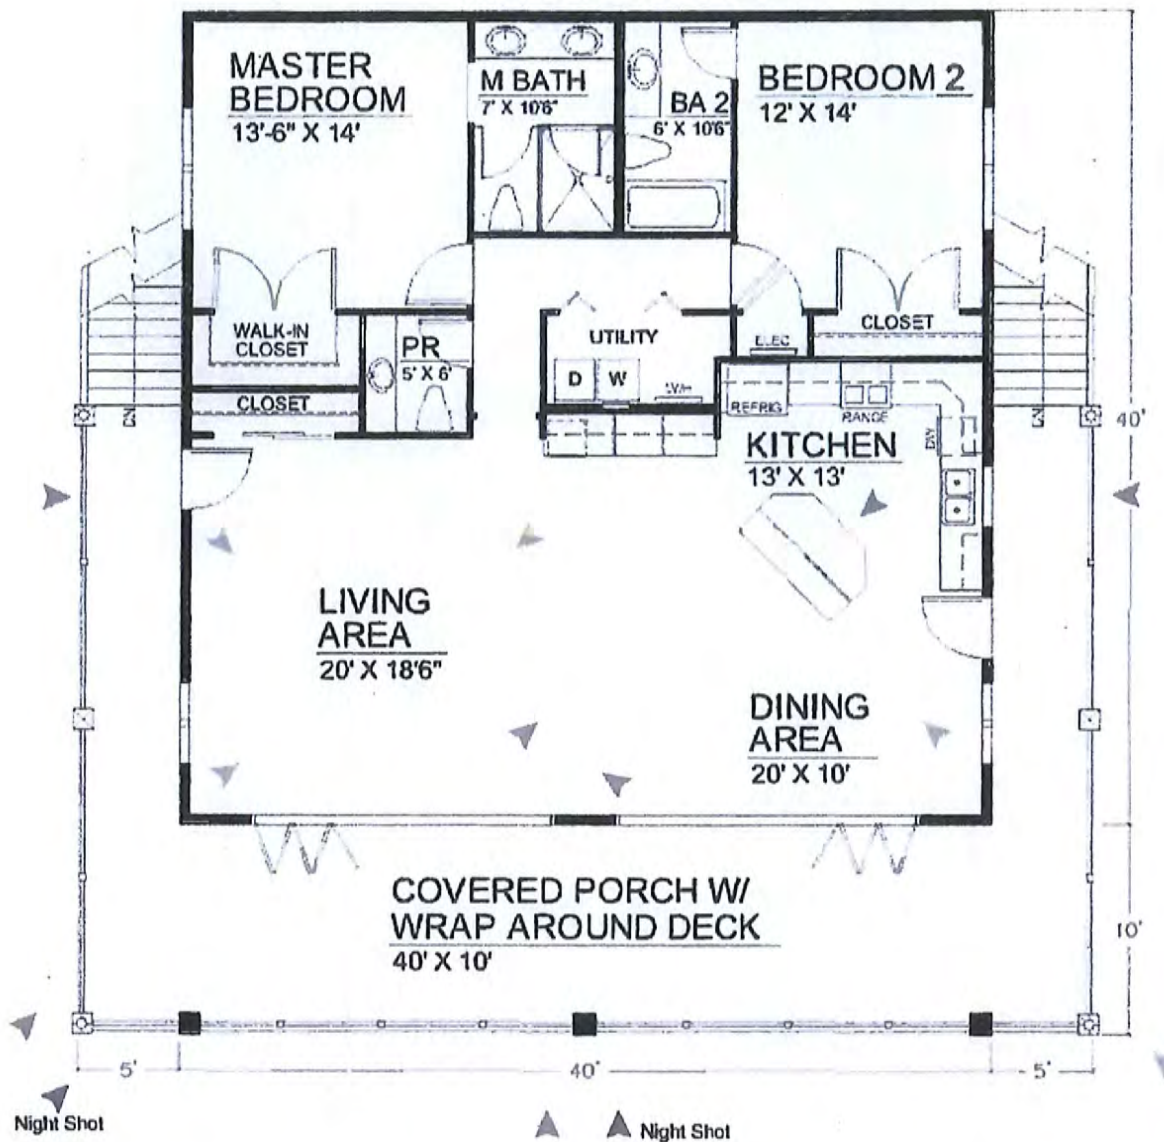 MASTER
BEDROOM
13'-6" X 14'
M BATH
7' X 10'6"
BA 2
6' X 10'6"
BEDROOM 2
12' X 14'
WALK-IN
CLOSET
PR
5' X 6'
UTILITY
D
W
ELEC
CLOSET
CLOSET
REFRIG
RANGE
DW
DN
DN
KITCHEN
13' X 13'
40'
LIVING
AREA
20' X 18'6"
DINING
AREA
20' X 10'
COVERED PORCH W/
WRAP AROUND DECK
40' X 10'
10'
5'
40'
5'
Night Shot
Night Shot